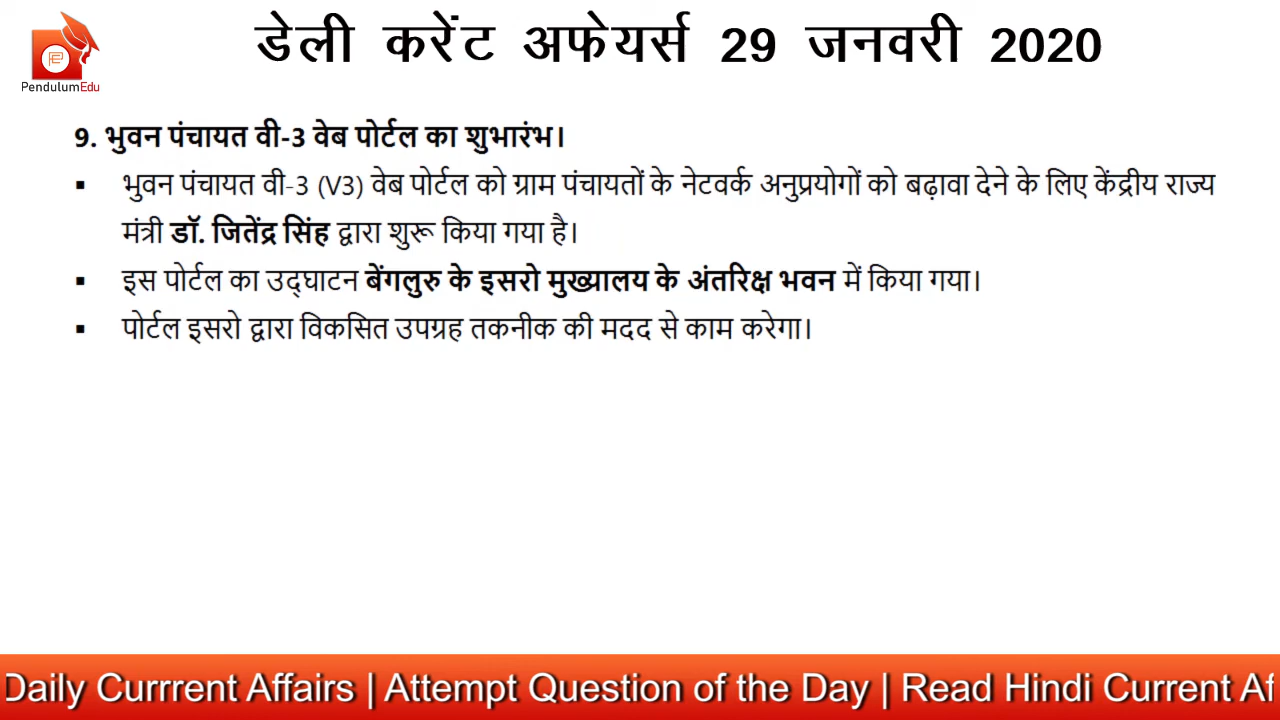 डेली करेंट अफेयर्स 29 जनवरी 2020
PendulumEdu
9. भुवन पंचायत वी-3 वेब पोर्टल का शुभारंभ।
▪ भुवन पंचायत वी-3 (V3) वेब पोर्टल को ग्राम पंचायतों के नेटवर्क अनुप्रयोगों को बढ़ावा देने के लिए केंद्रीय राज्य
मंत्री डॉ. जितेंद्र सिंह द्वारा शुरू किया गया है।
▪ इस पोर्टल का उद्घाटन बेंगलुरु के इसरो मुख्यालय के अंतरिक्ष भवन में किया गया।
▪ पोर्टल इसरो द्वारा विकसित उपग्रह तकनीक की मदद से काम करेगा।
Daily Currrent Affairs | Attempt Question of the Day | Read Hindi Current Af